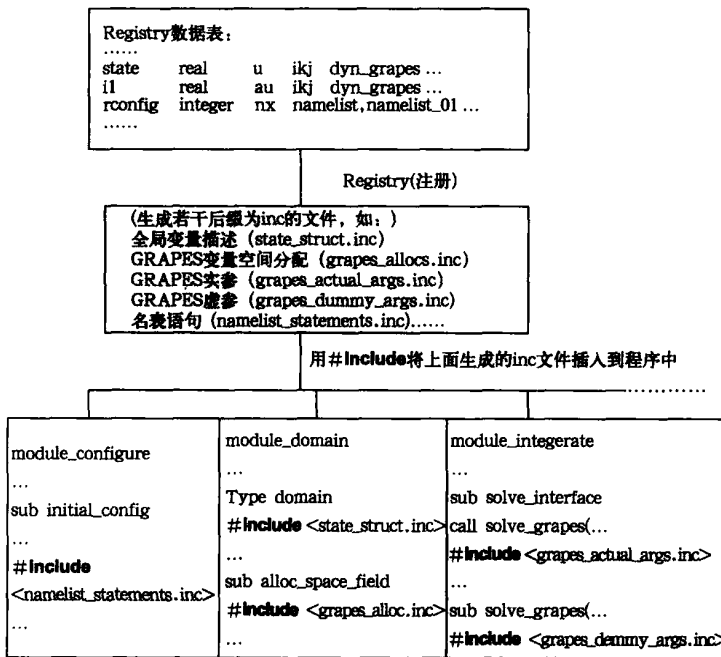 Registry数据表:
……
state real u ikj dyn_grapes …
i1 real au ikj dyn_grapes …
rconfig integer nx namelist,namelist_01 …
……
Registry(注册)
(生成若干后缀为inc的文件，如：)
全局变量描述 (state_struct.inc)
GRAPES变量空间分配 (grapes_allocs.inc)
GRAPES实参 (grapes_actual_args.inc)
GRAPES虚参 (grapes_dummy_args.inc)
名表语句 (namelist_statements.inc)……
用#Include将上面生成的inc文件插入到程序中
………
module_configure
…
sub initial_config
…
#Include
<namelist_statements.inc>
…
module_domain
…
Type domain
#Include <state_struct.inc>
…
sub alloc_space_field
#Include <grapes_alloc.inc>
…
module_integerate
…
sub solve_interface
call solve_grapes(…
#Include <grapes_actual_args.inc>
…
sub solve_grapes(…
#Include <grapes_demmy_args.inc>